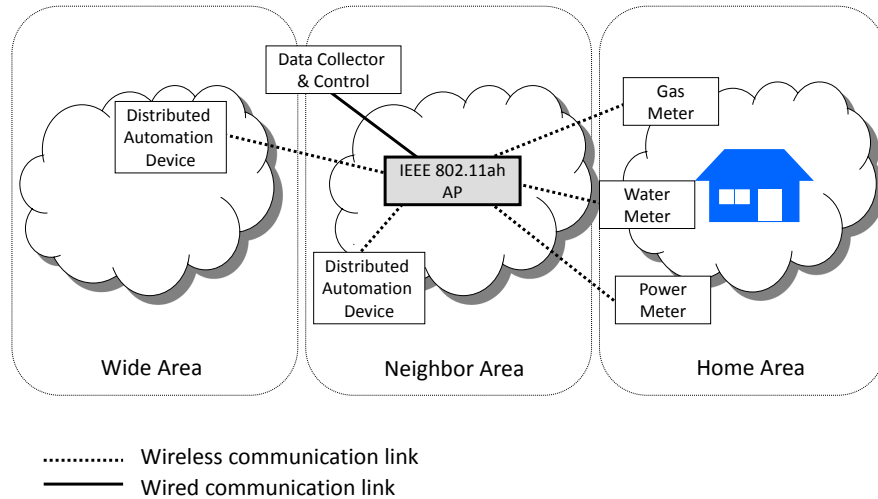 Data Collector
& Control
Gas
Meter
Distributed
Automation
Device
IEEE 802.11ah
AP
Water
Meter
Distributed
Automation
Device
Power
Meter
Wide Area
Neighbor Area
Home Area
Wireless communication link
Wired communication link